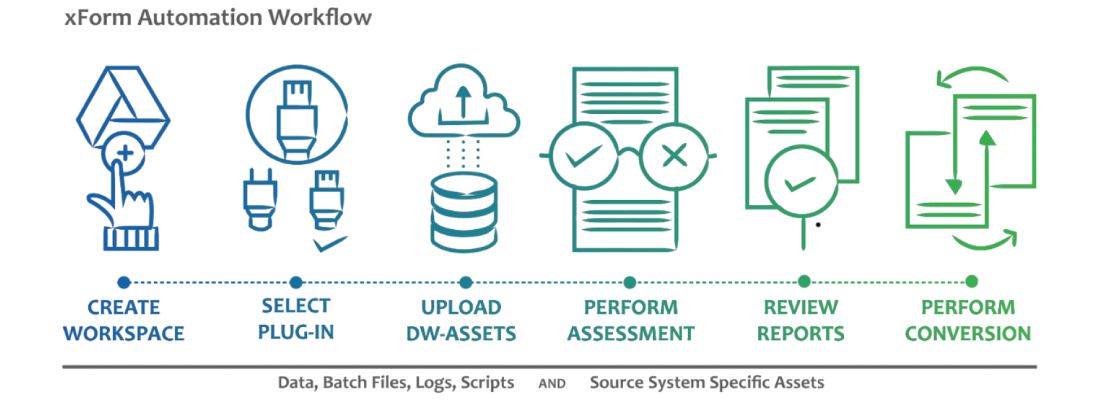 xForm Automation Workflow
CREATE
WORKSPACE
SELECT
PLUG-IN
UPLOAD
DW-ASSETS
PERFORM
ASSESSMENT
REVIEW
REPORTS
PERFORM
CONVERSION
Data, Batch Files, Logs, Scripts AND Source System Specific Assets